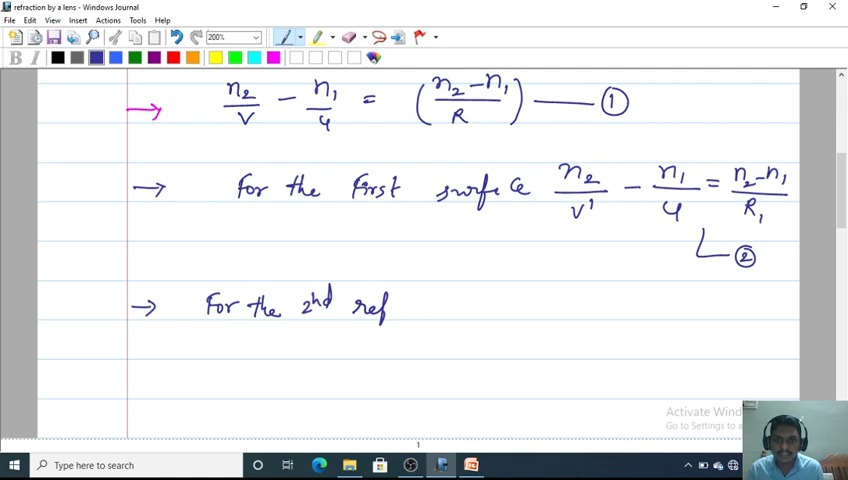 refraction by a lens - Windows Journal
File Edit View Insert Actions Tools Help
200%
B I
n2/V - n1/u = (n2-n1/R) ——— 1
→ For the First surface n2/V' - n1/u = n2-n1/R1
2
→ For the 2nd ref
Activate Wind
Go to Settings to a
1
Type here to search